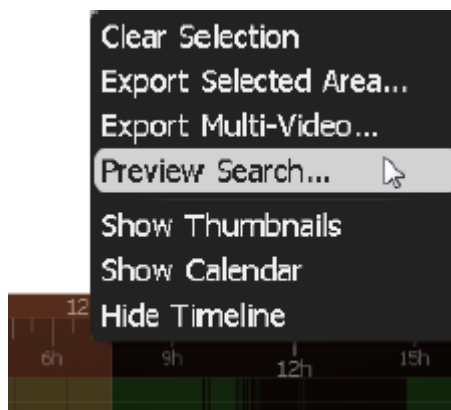 Clear Selection
Export Selected Area...
Export Multi-Video...
Preview Search...
Show Thumbnails
Show Calendar
Hide Timeline
12
6h 9h 12h 15h